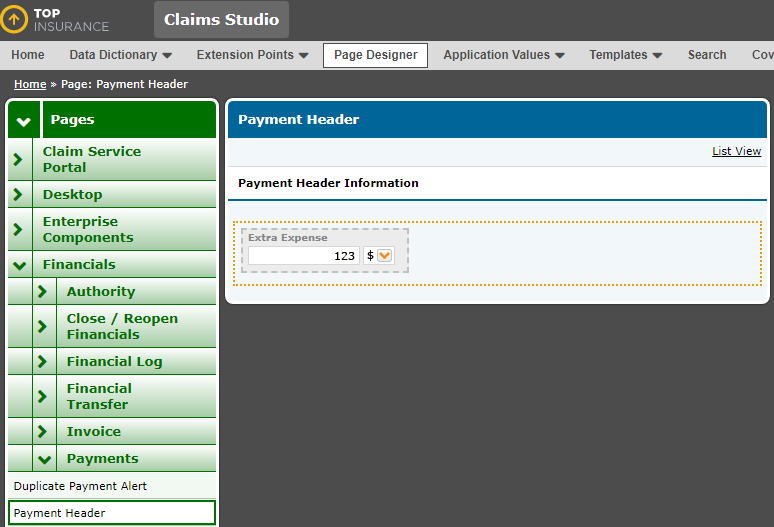 TOP
INSURANCE
Claims Studio
Home Data Dictionary Extension Points Page Designer Application Values Templates Search Cov
Home » Page: Payment Header
Pages
Claim Service
Portal
Desktop
Enterprise
Components
Financials
Authority
Close / Reopen
Financials
Financial Log
Financial
Transfer
Invoice
Payments
Duplicate Payment Alert
Payment Header
Payment Header
List View
Payment Header Information
Extra Expense
123 $